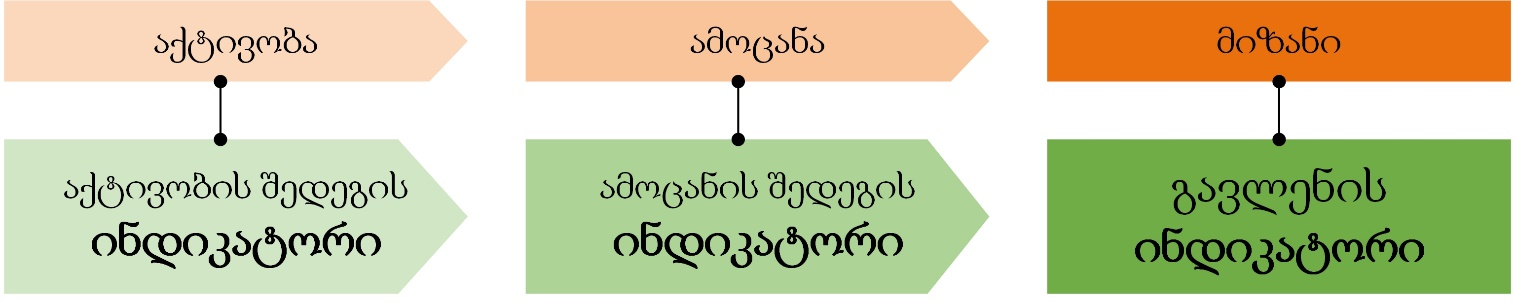 აქტივობა
ამოცანა
მიზანი
აქტივობის შედეგის
ინდიკატორი
ამოცანის შედეგის
ინდიკატორი
გავლენის
ინდიკატორი